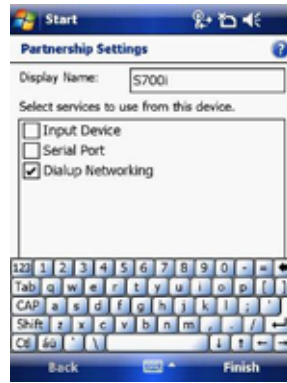 Start
Partnership Settings
?
Display Name: S700i
Select services to use from this device.
Input Device
Serial Port
Dialup Networking
123 1 2 3 4 5 6 7 8 9 0 - =
Tab q w e r t y u i o p [ ]
CAP a s d f g h j k l ; '
Shift z x c v b n m , . /
Ctl áü ` \
Back Finish